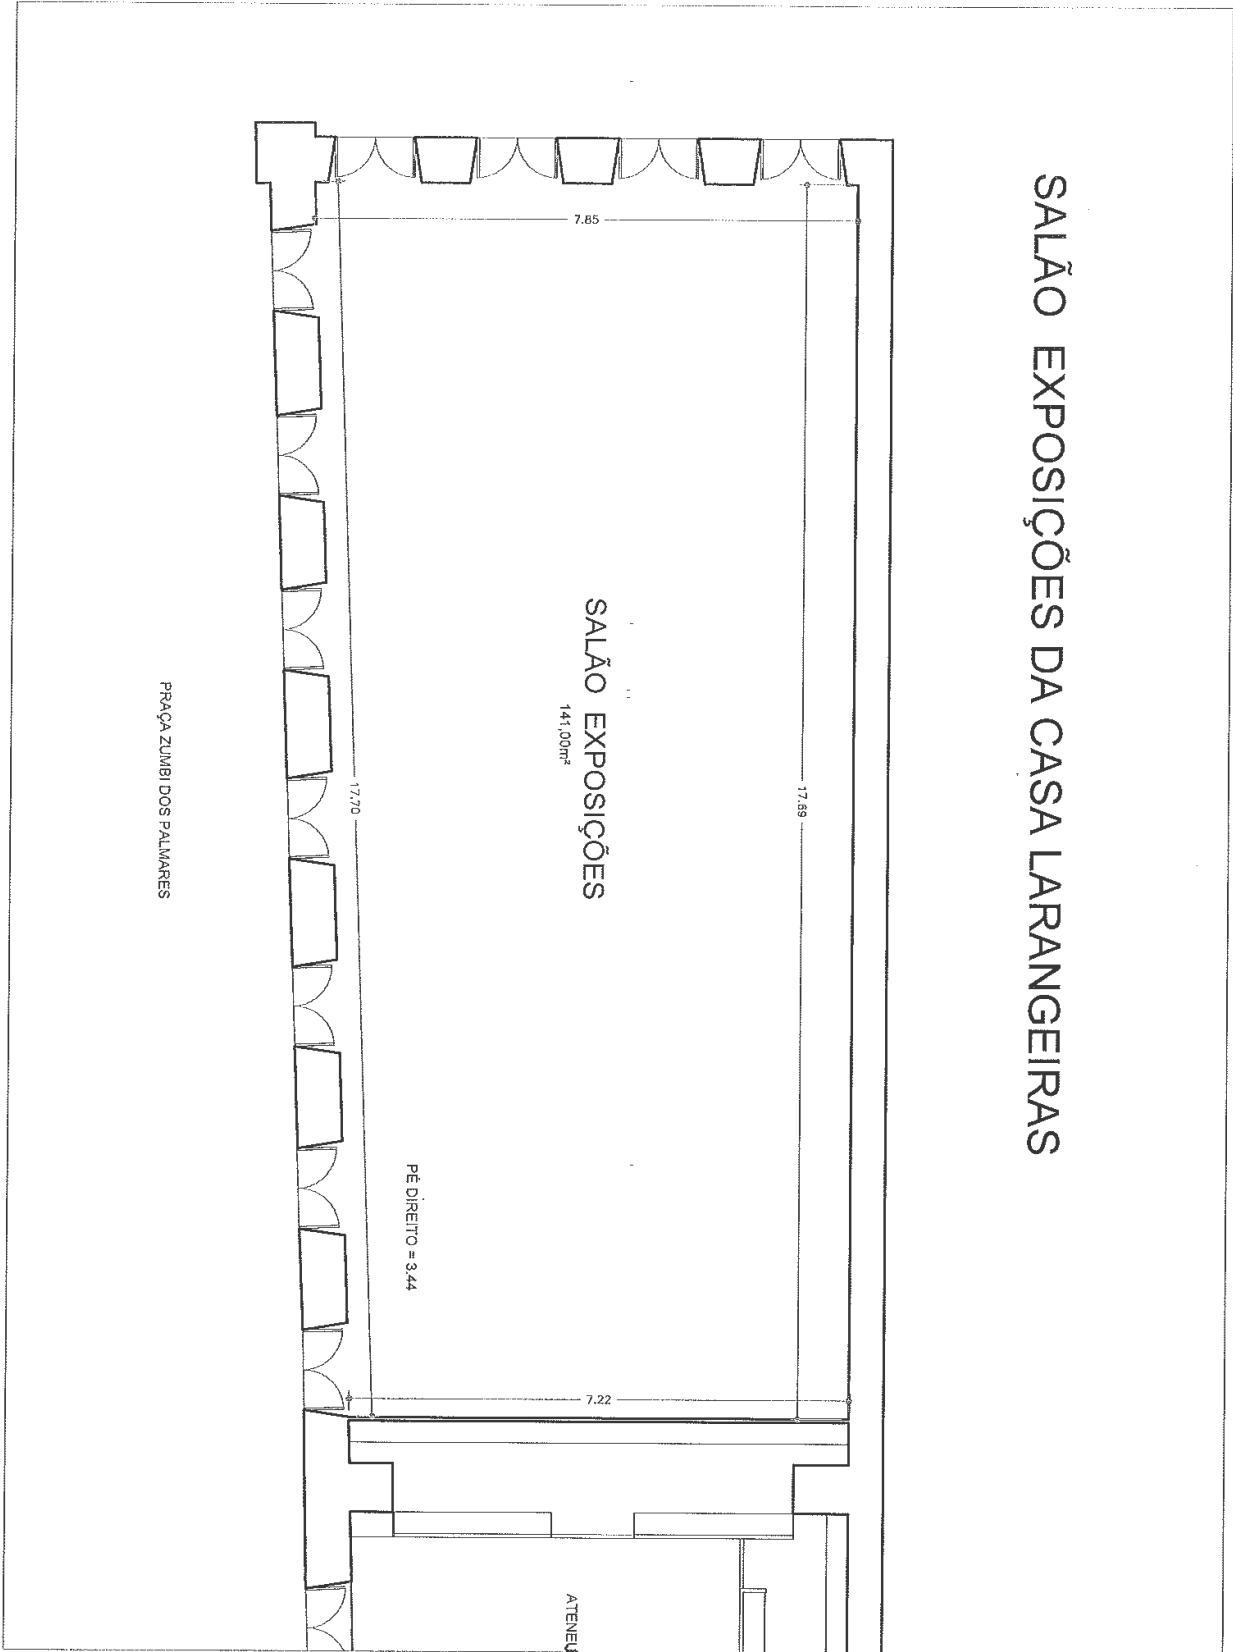 SALÃO EXPOSIÇÕES DA CASA LARANGEIRAS
7.85
17.69
SALÃO EXPOSIÇÕES
141,00m²
17.70
PÉ DIREITO = 3.44
7.22
PRAÇA ZUMBI DOS PALMARES
ATENEU